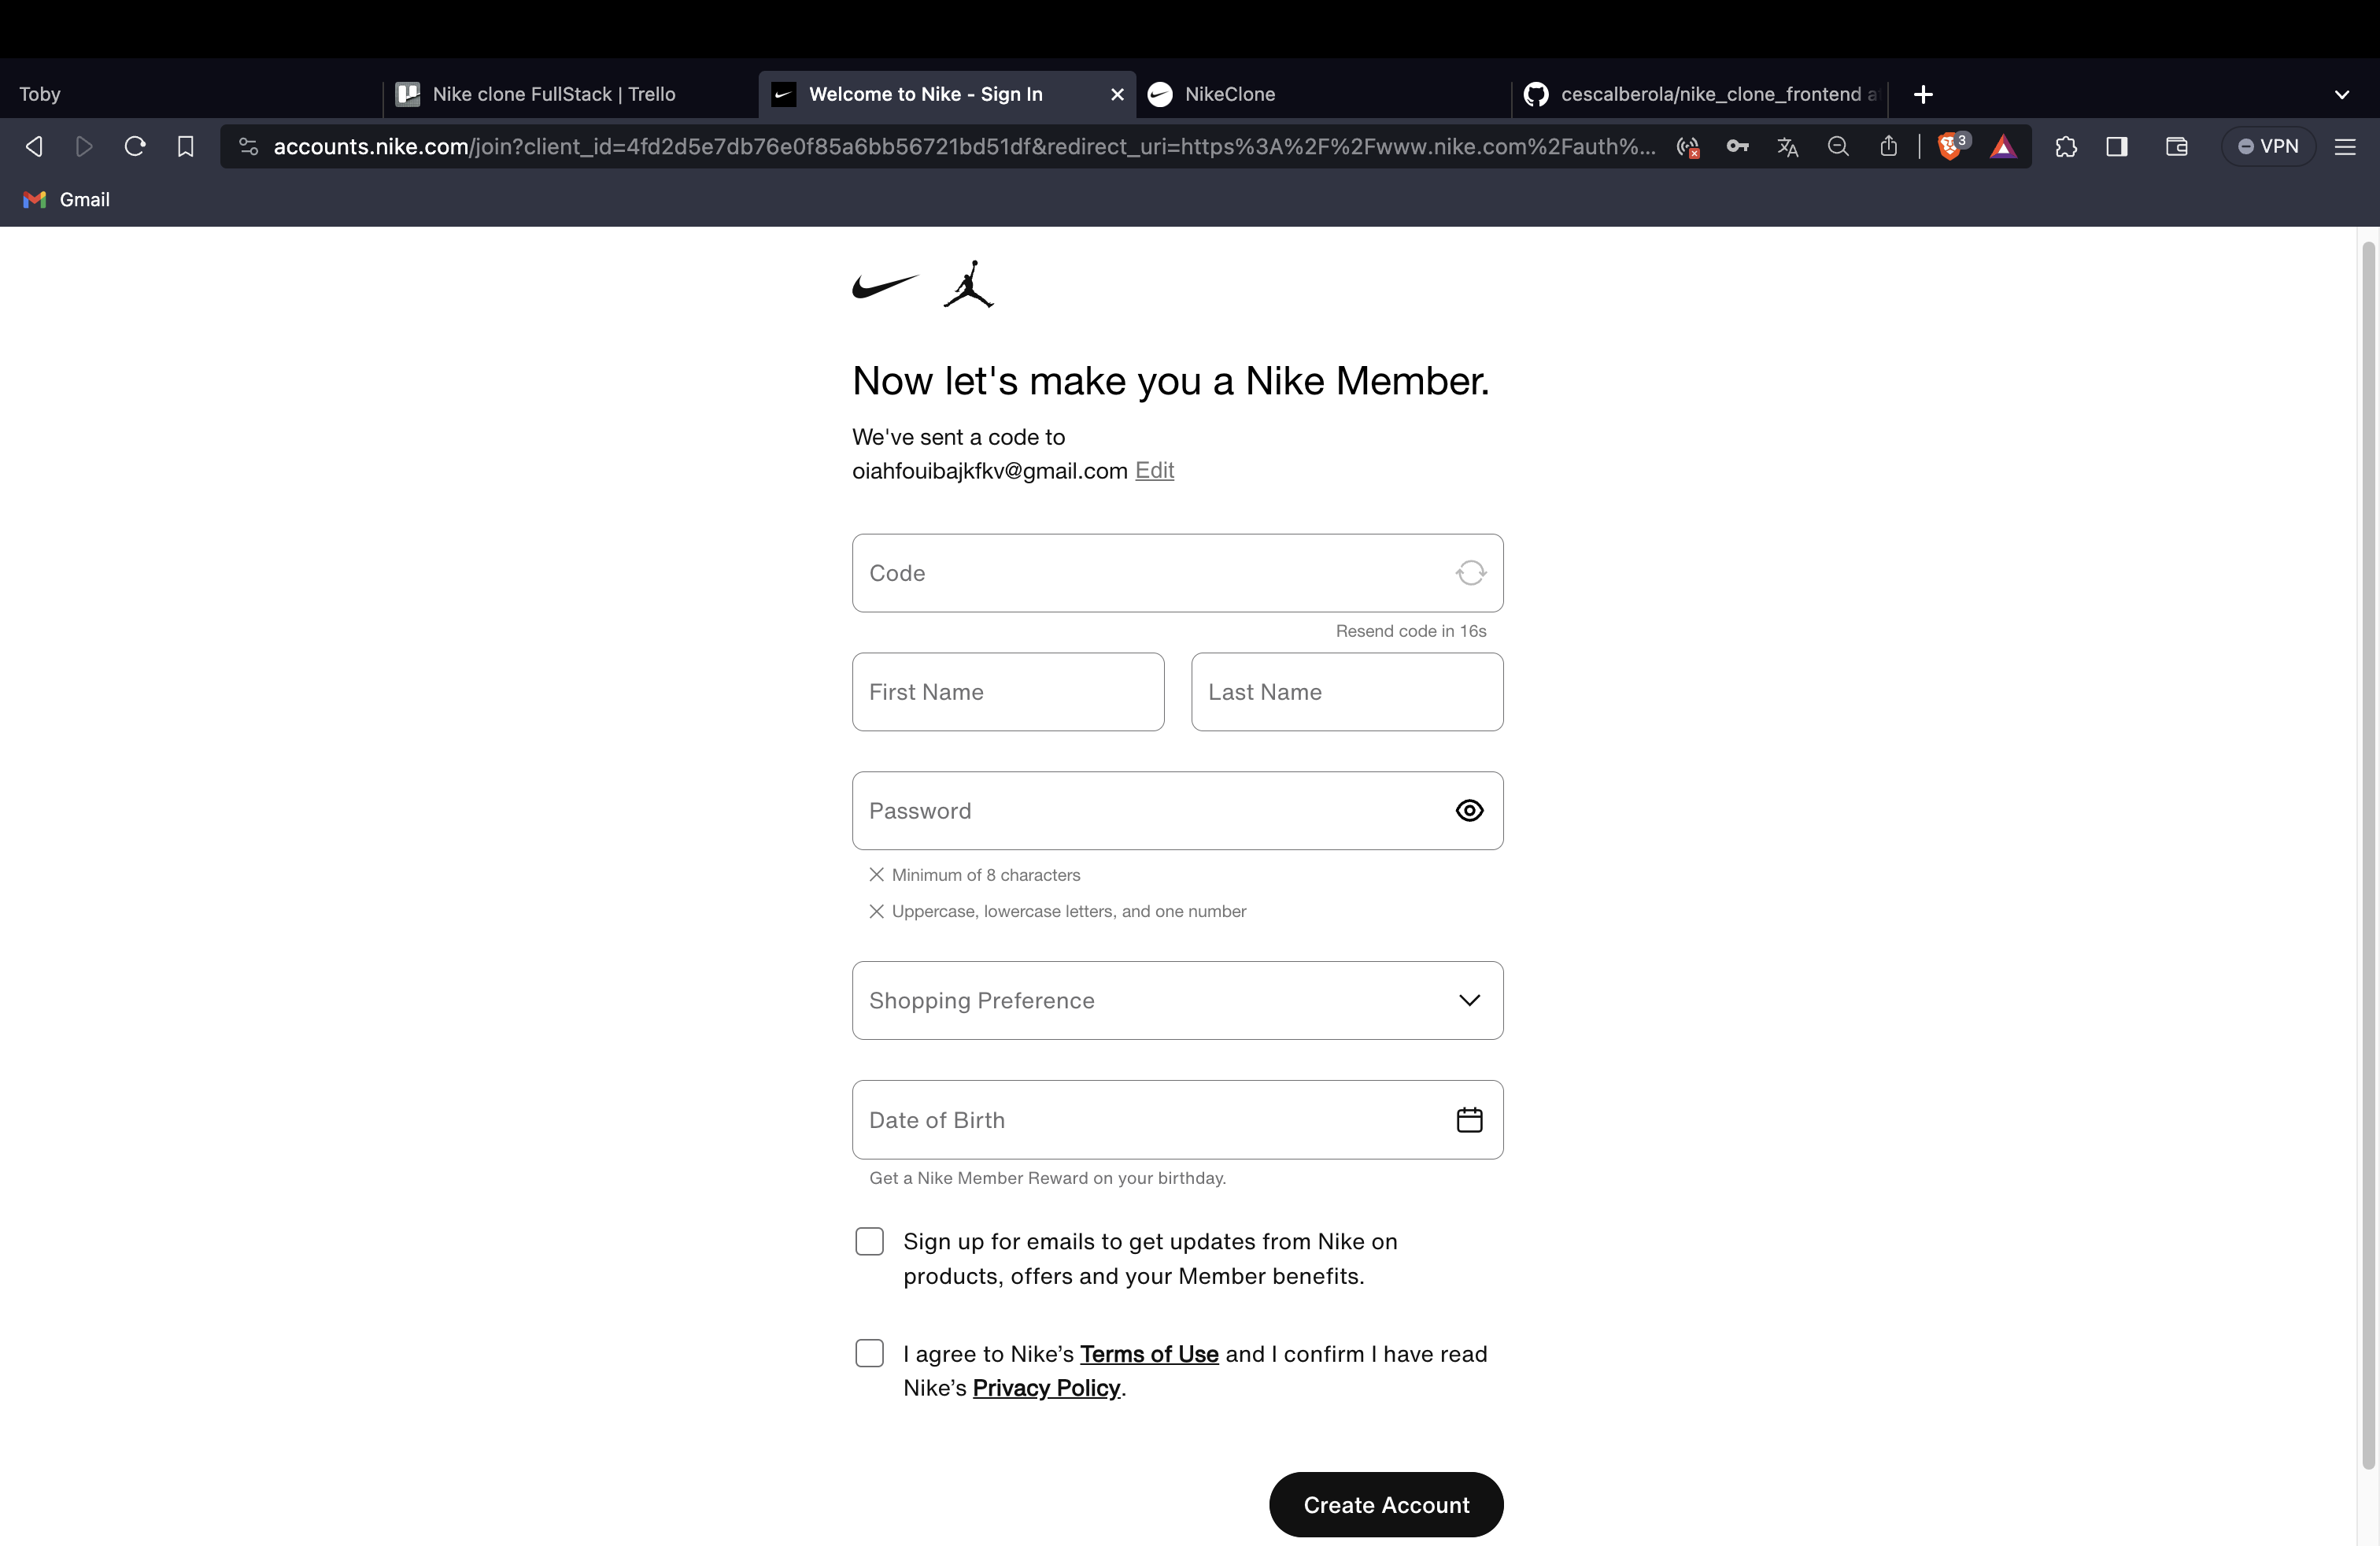 Toby
Nike clone FullStack | Trello
Welcome to Nike - Sign In
NikeClone
cescalberola/nike_clone_frontend
accounts.nike.com/join?client_id=4fd2d5e7db76e0f85a6bb56721bd51df&redirect_uri=https%3A%2F%2Fwww.nike.com%2Fauth%...
3
VPN
Gmail
Now let's make you a Nike Member.
We've sent a code to
oiahfouibajkfkv@gmail.com Edit
Code
Resend code in 16s
First Name
Last Name
Password
Minimum of 8 characters
Uppercase, lowercase letters, and one number
Shopping Preference
Date of Birth
Get a Nike Member Reward on your birthday.
Sign up for emails to get updates from Nike on
products, offers and your Member benefits.
I agree to Nike’s Terms of Use and I confirm I have read
Nike’s Privacy Policy.
Create Account